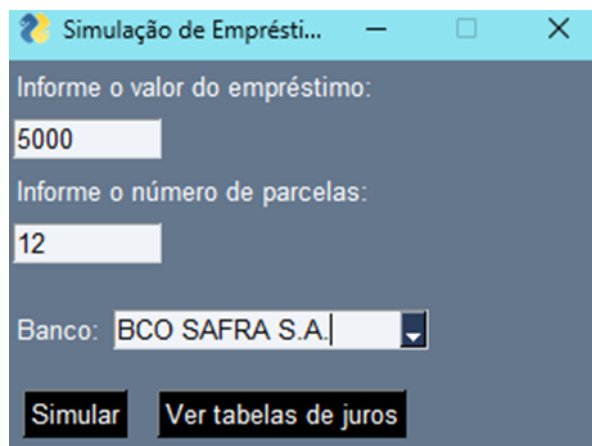 Simulação de Emprésti...
Informe o valor do empréstimo:
5000
Informe o número de parcelas:
12
Banco: BCO SAFRA S.A.
Simular Ver tabelas de juros